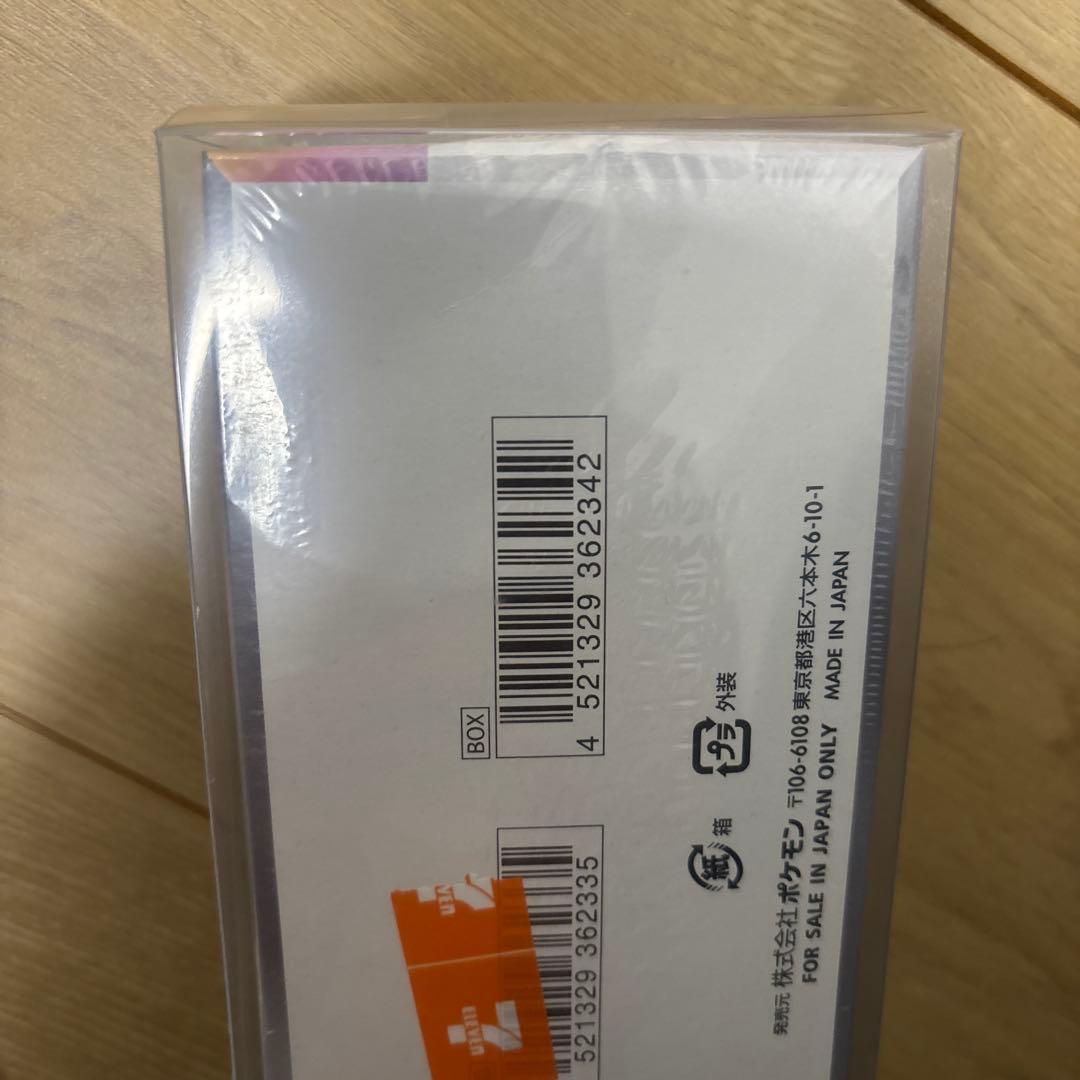 BOX
4 521329 362342
521329 362335
プラ 外装
紙 箱
発売元 株式会社ポケモン 〒106-6108 東京都港区六本木6-10-1
FOR SALE IN JAPAN ONLY MADE IN JAPAN
ELEVEN